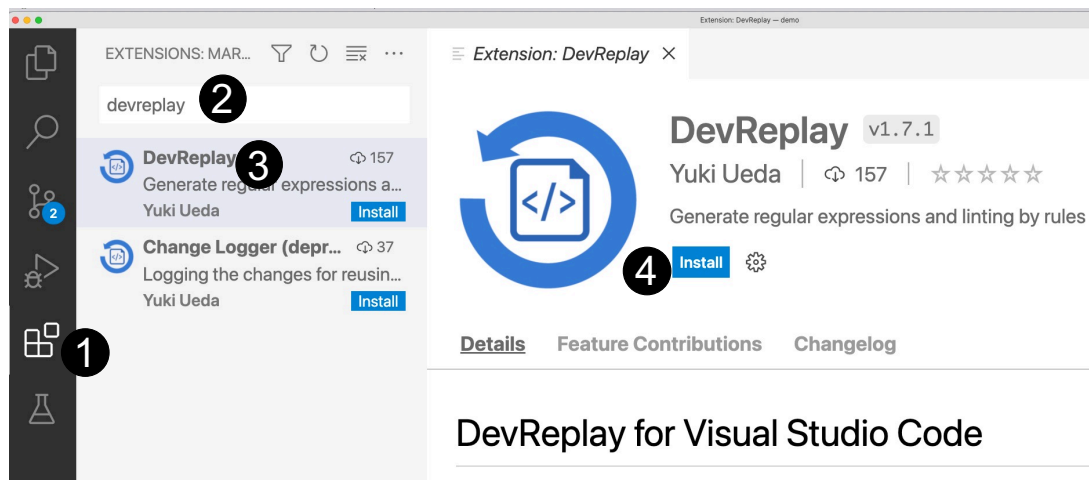 Extension: DevReplay — demo
EXTENSIONS: MAR...
Extension: DevReplay
devreplay
2
DevReplay
3
157
Generate regular expressions a...
Yuki Ueda
Install
Change Logger (depr...
37
Logging the changes for reusin...
Yuki Ueda
Install
2
1
</>
DevReplay
v1.7.1
Yuki Ueda
157
Generate regular expressions and linting by rules
4
Install
Details
Feature Contributions
Changelog
DevReplay for Visual Studio Code